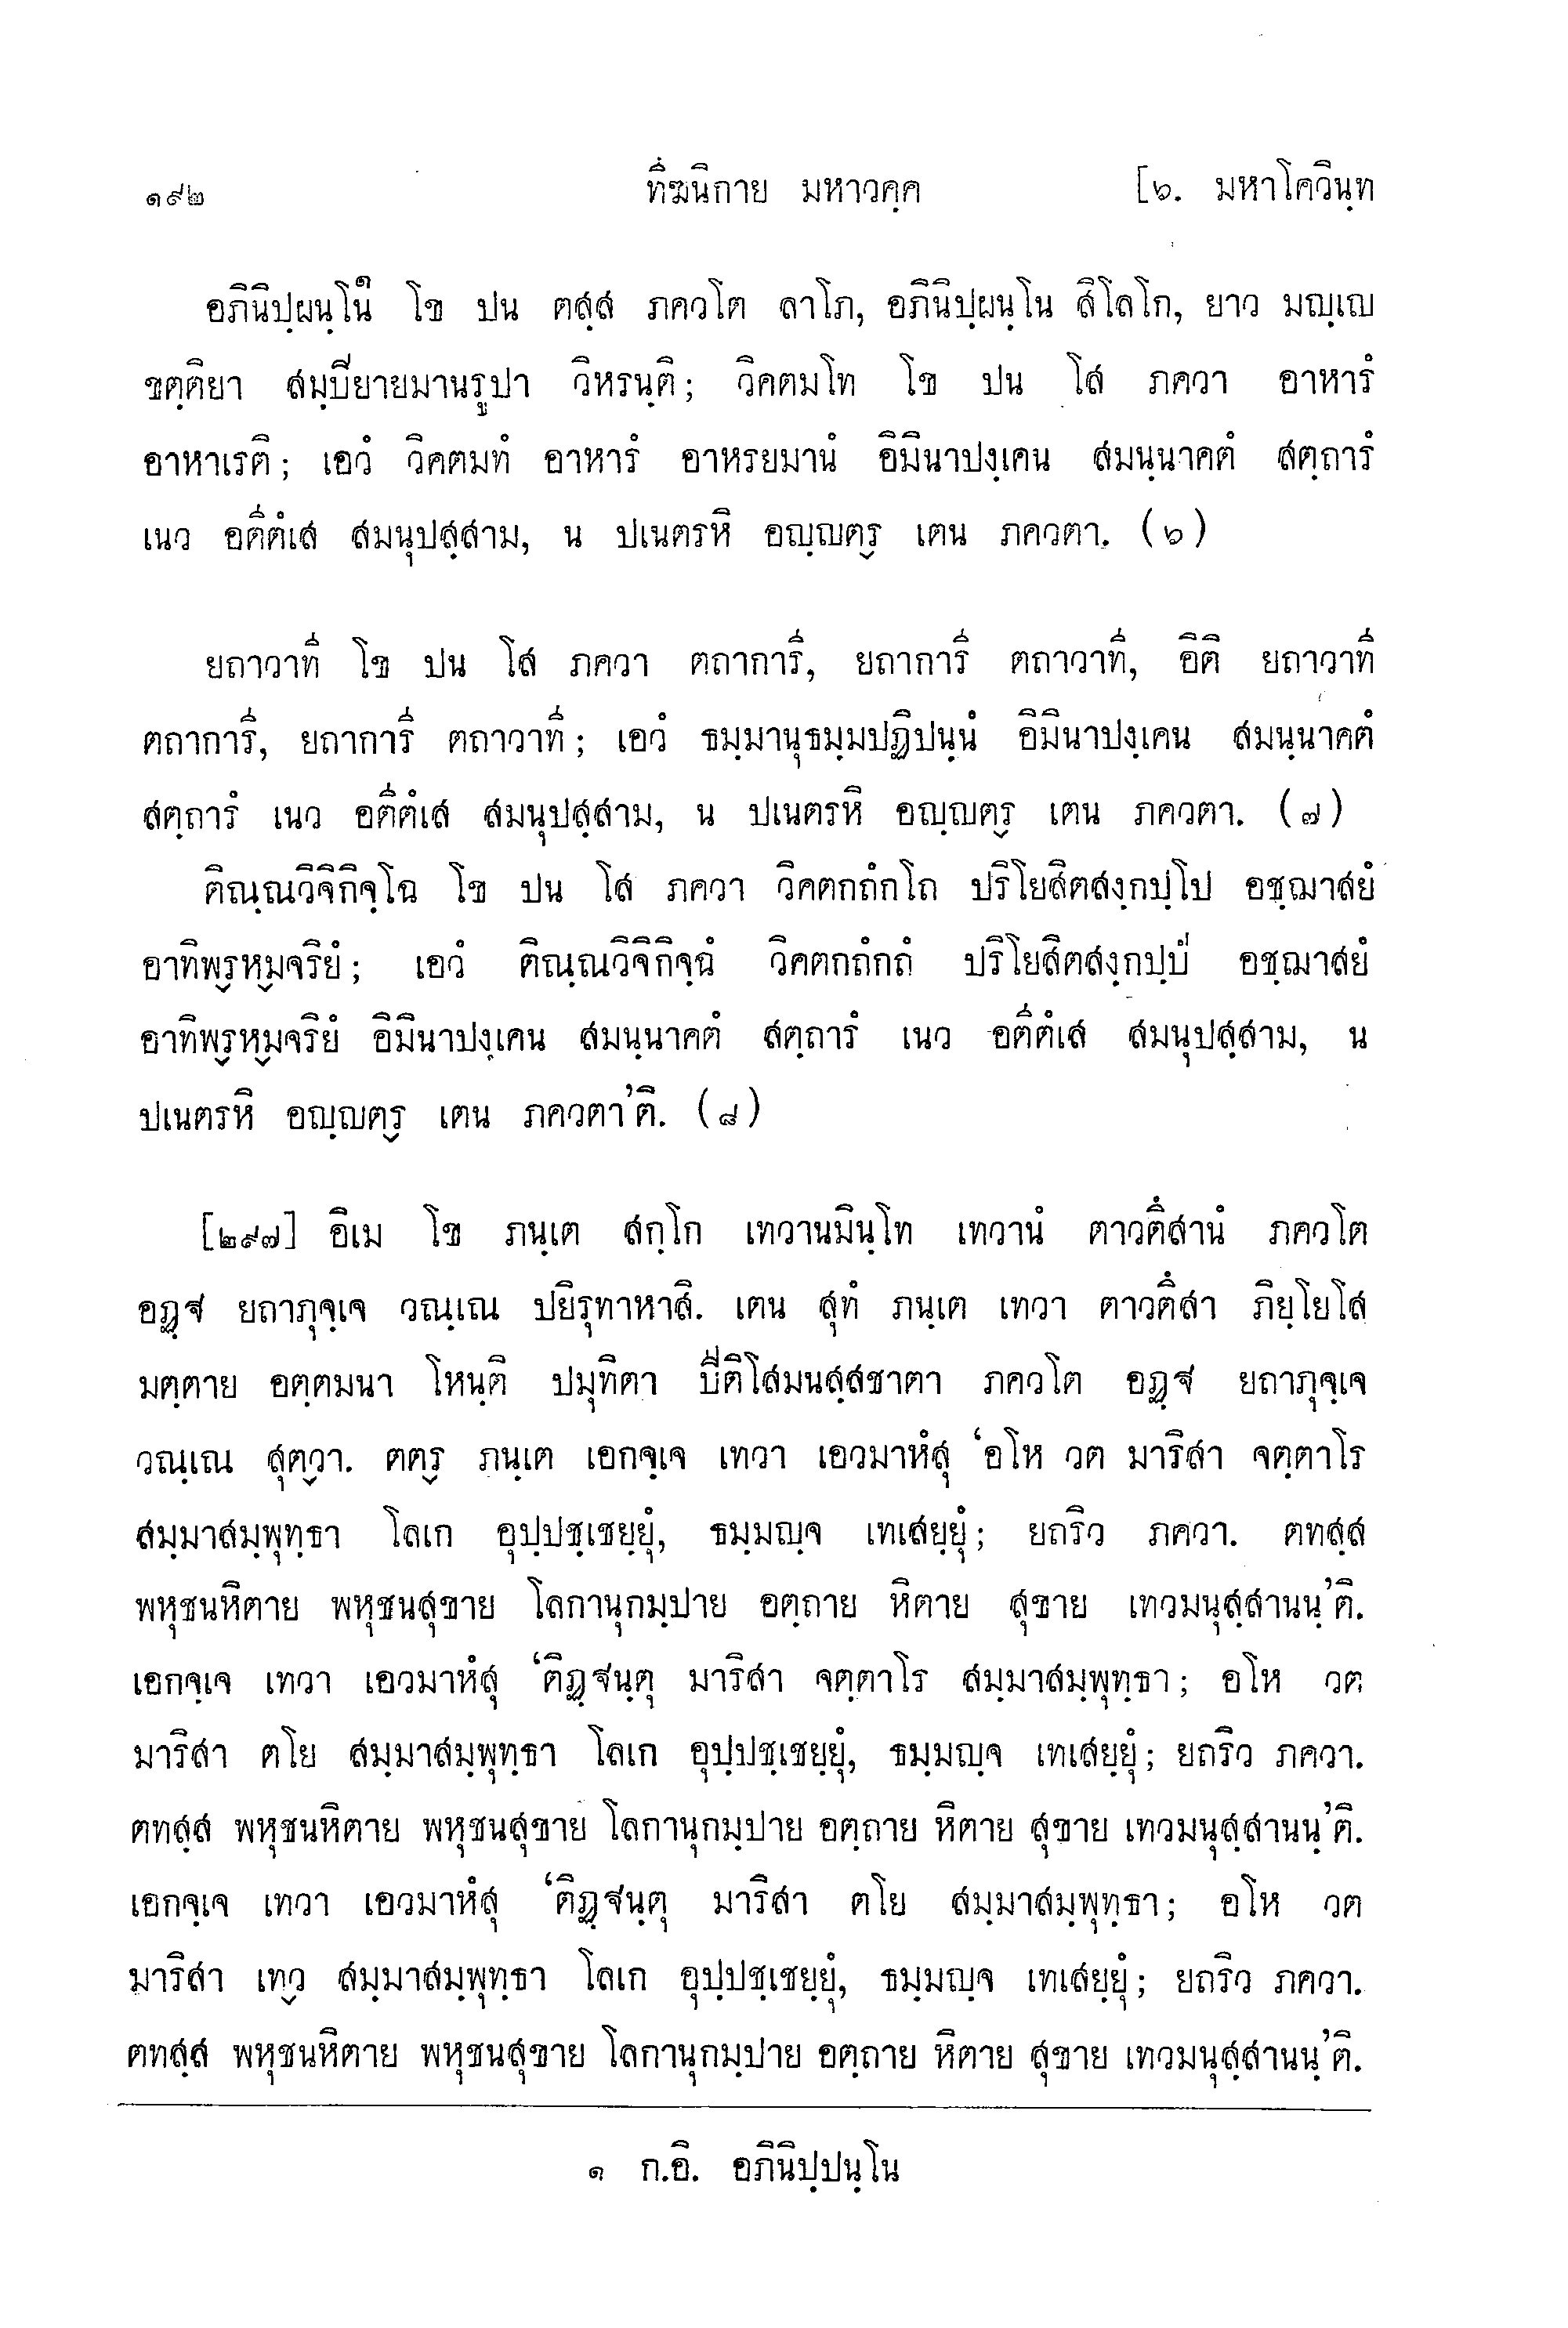 ๑๙๒ ทีฆนิกาย มหาวคฺค [๖. มหาโควินฺท
อภินิปฺผนฺโน๑ โข ปน ตสฺส ภควโต ลาโภ, อภินิปฺผนฺโน สิโลโก, ยาว มญฺเญ
ขตฺติยา สมฺปิยายมานรูปา วิหรนฺติ; วิคตมโท โข ปน โส ภควา อาหารํ
อาหาเรติ; เอวํ วิคตมทํ อาหารํ อาหรยมานํ อิมินาปงฺเคน สมนฺนาคตํ สตฺถารํ
เนว อตีตํเส สมนุปสฺสาม, น ปเนตรหิ อญฺญตฺร เตน ภควตา. (๖)
ยถาวาที โข ปน โส ภควา ตถาการี, ยถาการี ตถาวาที, อิติ ยถาวาที
ตถาการี, ยถาการี ตถาวาที; เอวํ ธมฺมานุธมฺมปฏิปนฺนํ อิมินาปงฺเคน สมนฺนาคตํ
สตฺถารํ เนว อตีตํเส สมนุปสฺสาม, น ปเนตรหิ อญฺญตฺร เตน ภควตา. (๗)
ติณฺณวิจิกิจฺโฉ โข ปน โส ภควา วิคตกถํกโถ ปริโยสิตสงฺกปฺโป อชฺฌาสยํ
อาทิพฺรหฺมจริยํ; เอวํ ติณฺณวิจิกิจฺฉํ วิคตกถํกถํ ปริโยสิตสงฺกปฺปํ อชฺฌาสยํ
อาทิพฺรหฺมจริยํ อิมินาปงฺเคน สมนฺนาคตํ สตฺถารํ เนว อตีตํเส สมนุปสฺสาม, น
ปเนตรหิ อญฺญตฺร เตน ภควตา’ติ. (๘)
[๒๙๗] อิเม โข ภนฺเต สกฺโก เทวานมินฺโท เทวานํ ตาวตึสานํ ภควโต
อฏฺฐ ยถาภุจฺเจ วณฺเณ ปยิรุทาหาสิ. เตน สุทํ ภนฺเต เทวา ตาวตึสา ภิยฺโยโส
มตฺตาย อตฺตมนา โหนฺติ ปมุทิตา ปีติโสมนสฺสชาตา ภควโต อฏฺฐ ยถาภุจฺเจ
วณฺเณ สุตฺวา. ตตฺร ภนฺเต เอกจฺเจ เทวา เอวมาหํสุ ‘อโห วต มาริสา จตฺตาโร
สมฺมาสมฺพุทฺธา โลเก อุปฺปชฺเชยฺยุํ, ธมฺมญฺจ เทเสยฺยุํ; ยถริว ภควา. ตทสฺส
พหุชนหิตาย พหุชนสุขาย โลกานุกมฺปาย อตฺถาย หิตาย สุขาย เทวมนุสฺสานนฺ’ติ.
เอกจฺเจ เทวา เอวมาหํสุ ‘ติฏฺฐนฺตุ มาริสา จตฺตาโร สมฺมาสมฺพุทฺธา; อโห วต
มาริสา ตโย สมฺมาสมฺพุทฺธา โลเก อุปฺปชฺเชยฺยุํ, ธมฺมญฺจ เทเสยฺยุํ; ยถริว ภควา.
ตทสฺส พหุชนหิตาย พหุชนสุขาย โลกานุกมฺปาย อตฺถาย หิตาย สุขาย เทวมนุสฺสานนฺ’ติ.
เอกจฺเจ เทวา เอวมาหํสุ ‘ติฏฺฐนฺตุ มาริสา ตโย สมฺมาสมฺพุทฺธา; อโห วต
มาริสา เทฺว สมฺมาสมฺพุทฺธา โลเก อุปฺปชฺเชยฺยุํ, ธมฺมญฺจ เทเสยฺยุํ; ยถริว ภควา.
ตทสฺส พหุชนหิตาย พหุชนสุขาย โลกานุกมฺปาย อตฺถาย หิตาย สุขาย เทวมนุสฺสานนฺ’ติ.
๑ ก.อิ. อภินิปฺปนฺโน